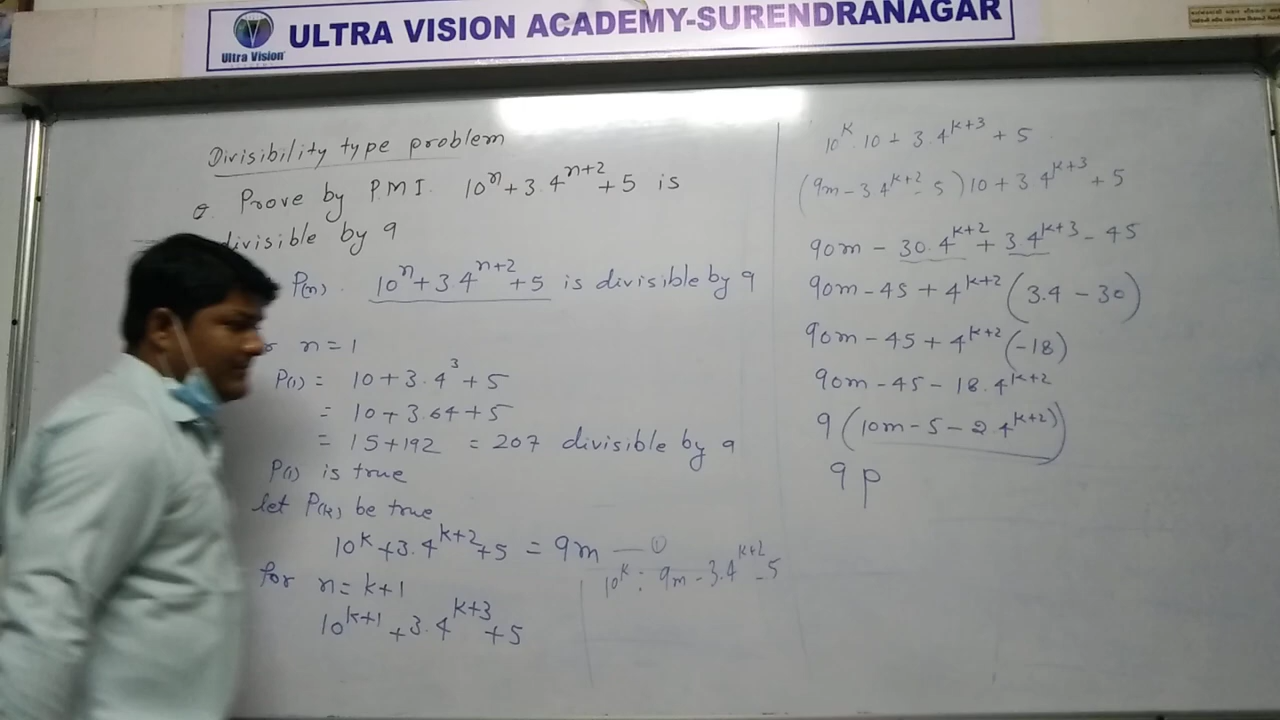 ULTRA VISION ACADEMY-SURENDRANAGAR
Ultra Vision
Divisibility type problem
Q. Prove by P.M.I. 10^n + 3.4^{n+2} + 5 is
divisible by 9
P(n). 10^n + 3 4^{n+2} + 5 is divisible by 9
n = 1
P(1) = 10 + 3.4^3 + 5
= 10 + 3.64 + 5
= 15 + 192 = 207 divisible by 9
P(1) is true
let P(k) be true
10^k + 3.4^{k+2} + 5 = 9m — ①
10^k : 9m - 3.4^{k+2} - 5
for n = k+1
10^{k+1} + 3.4^{k+3} + 5
10^k.10 + 3.4^{k+3} + 5
(9m - 3 4^{k+2} - 5)10 + 3 4^{k+3} + 5
90m - 30.4^{k+2} + 3 4^{k+3} - 45
90m - 45 + 4^{k+2}(3.4 - 30)
90m - 45 + 4^{k+2}(-18)
90m - 45 - 18.4^{k+2}
9(10m - 5 - 2 4^{k+2})
9p